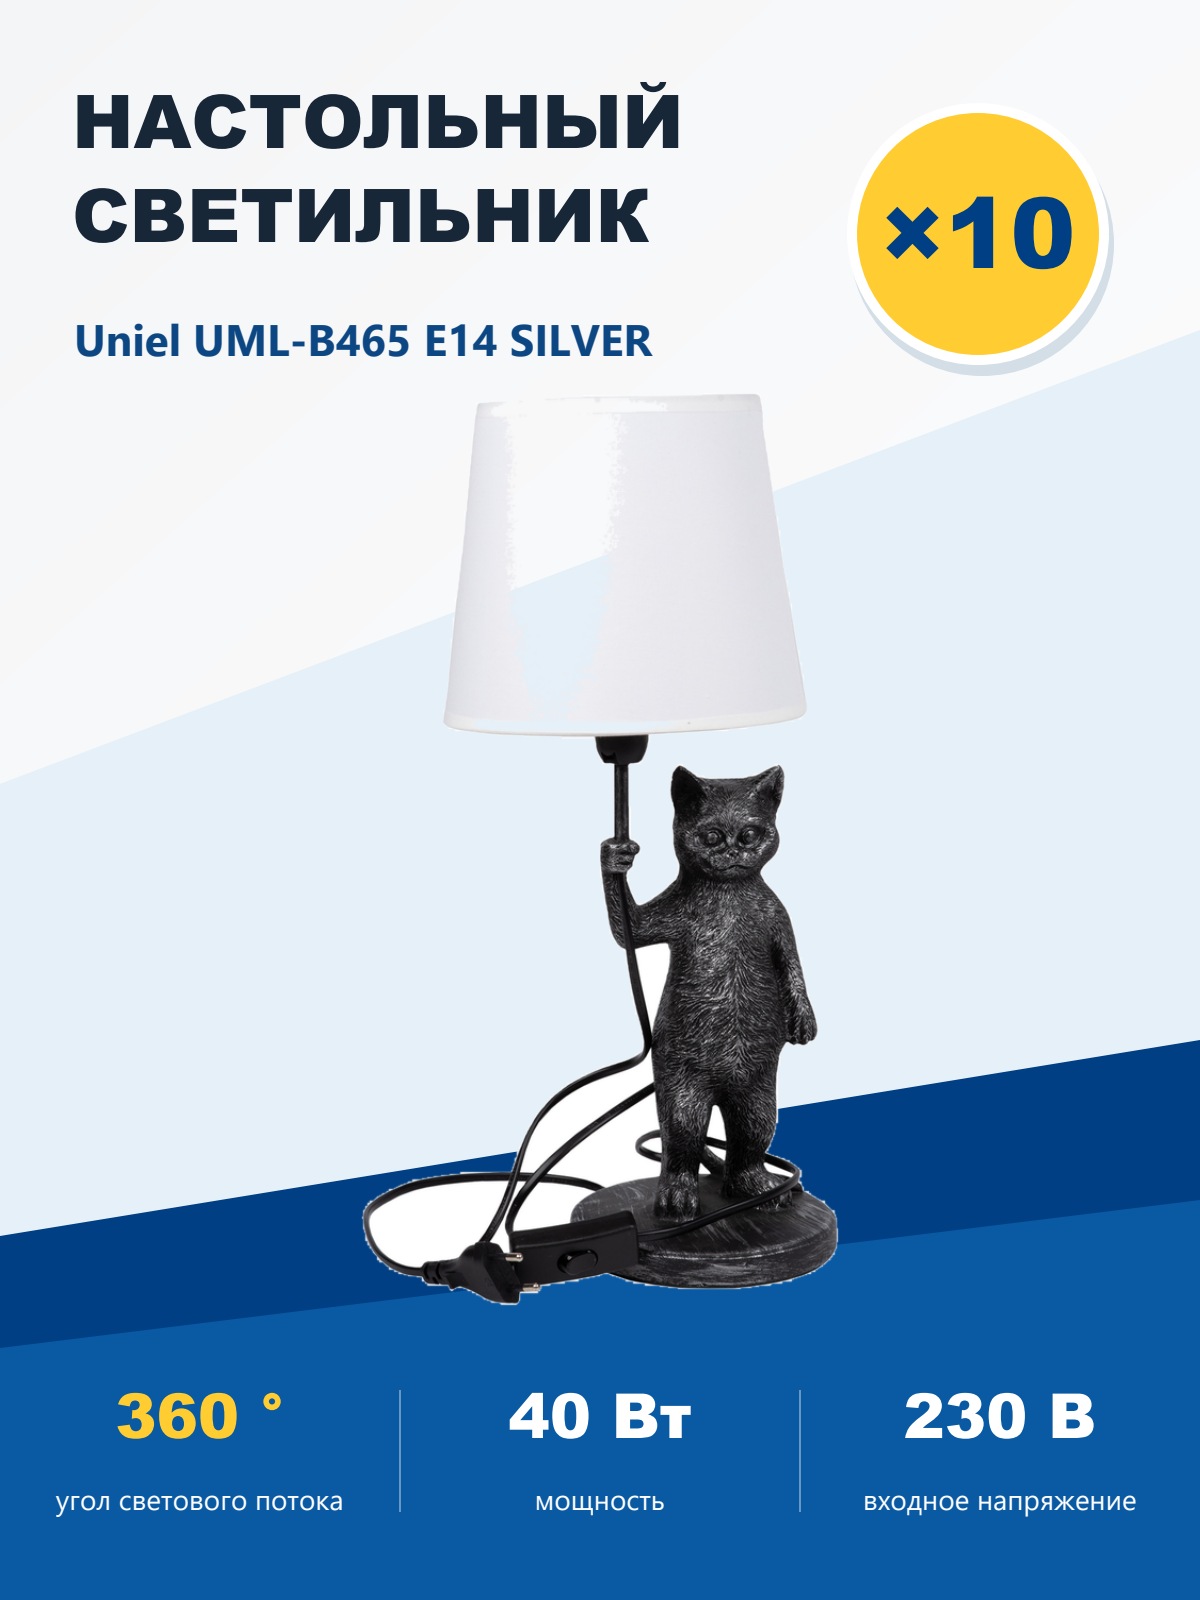 НАСТОЛЬНЫЙ
СВЕТИЛЬНИК
×10
Uniel UML-B465 E14 SILVER
360 °
40 Вт
230 В
угол светового потока
мощность
входное напряжение